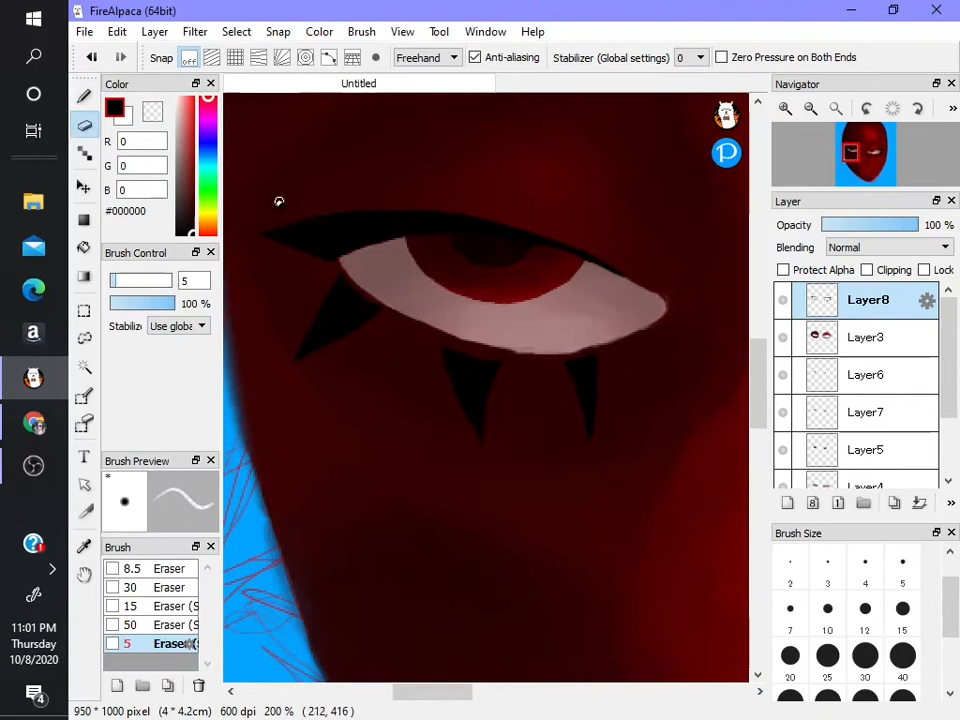 FireAlpaca (64bit)
File Edit Layer Filter Select Snap Color Brush View Tool Window Help
Snap off Freehand Anti-aliasing Stabilizer (Global settings) 0 Zero Pressure on Both Ends
Color
Untitled
Navigator
R 0
G 0
B 0
#000000
Brush Control
5
100 %
Stabiliz Use globa
Brush Preview
*
Brush
8.5 Eraser
30 Eraser
15 Eraser (S
50 Eraser (S
5 Eraser
P
Layer
Opacity 100 %
Blending Normal
Protect Alpha Clipping Lock
Layer8
Layer3
Layer6
Layer7
Layer5
Layer4
8 1
Brush Size
2 3 4 5
7 10 12 15
20 25 30 40
a
T
11:01 PM
Thursday
10/8/2020
4
950 * 1000 pixel (4 * 4.2cm) 600 dpi 200 % ( 212, 416 )